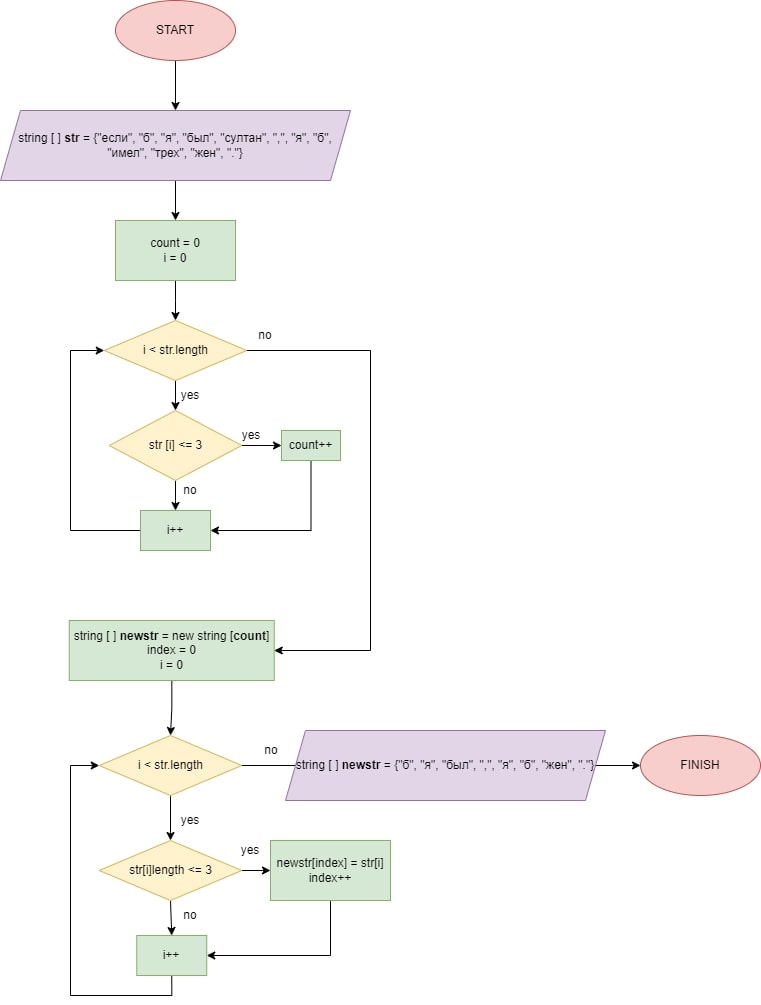 START
string [ ] str = {"если", "б", "я", "был", "султан", ",", "я", "б",
"имел", "трех", "жен", "."}
count = 0
i = 0
i < str.length
no
yes
str [i] <= 3
yes
count++
no
i++
string [ ] newstr = new string [count]
index = 0
i = 0
i < str.length
no
string [ ] newstr = {"б", "я", "был", ",", "я", "б", "жен", "."}
FINISH
yes
str[i]length <= 3
yes
newstr[index] = str[i]
index++
no
i++